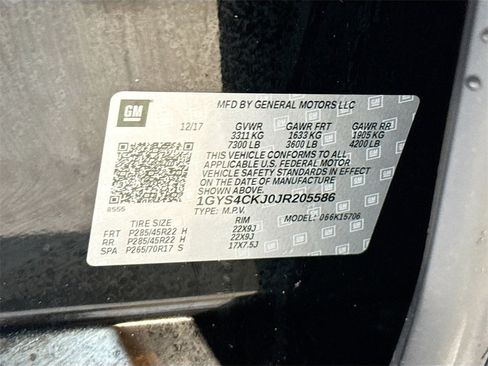 GM
MFD BY GENERAL MOTORS LLC
12/17 GVWR GAWR FRT GAWR RR
3311 KG 1633 KG 1905 KG
7300 LB 3600 LB 4200 LB
THIS VEHICLE CONFORMS TO ALL
APPLICABLE U.S. FEDERAL MOTOR
VEHICLE SAFETY STANDARDS IN EFFECT
ON THE DATE OF MANUFACTURE
SHOWN ABOVE.
1GYS4CKJ0JR205586
8555 TYPE: M.P.V. MODEL: 066K15706
TIRE SIZE RIM
FRT P285/45R22 H 22X9J
RR P285/45R22 H 22X9J
SPA P265/70R17 S 17X7.5J